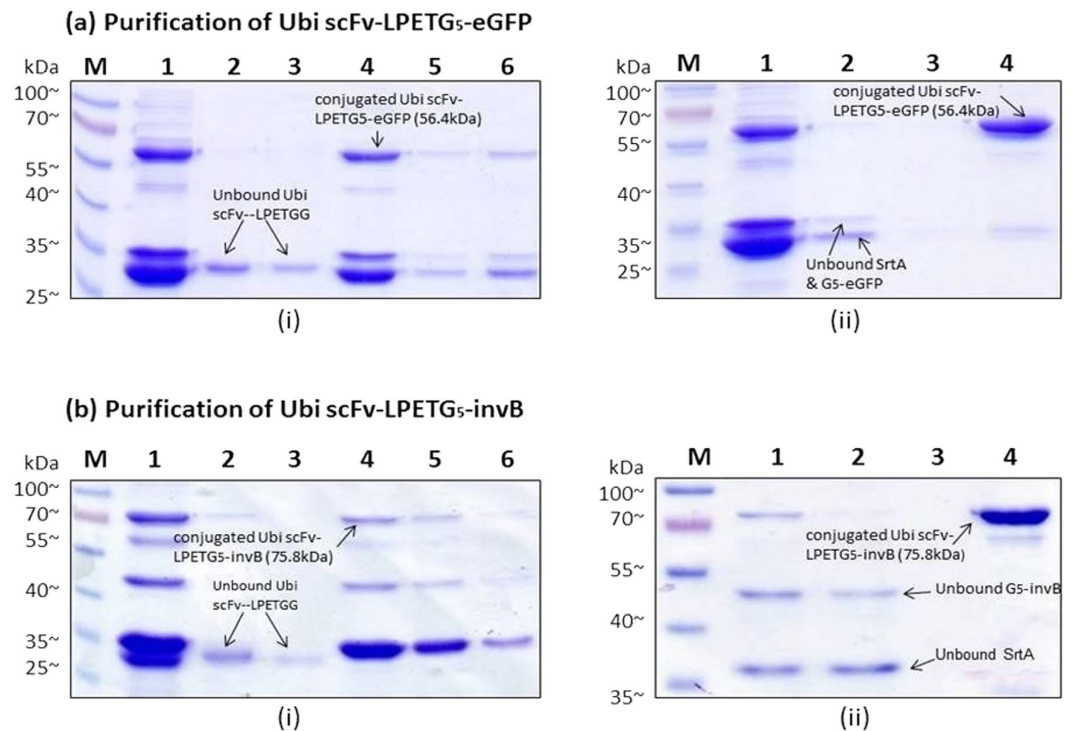 (a) Purification of Ubi scFv-LPETG₅-eGFP
kDa M 1 2 3 4 5 6
100~
70~
55~
40~
35~
25~
conjugated Ubi scFv-
LPETG5-eGFP (56.4kDa)
Unbound Ubi
scFv--LPETGG
(i)
kDa M 1 2 3 4
100~
70~
55~
40~
35~
25~
conjugated Ubi scFv-
LPETG5-eGFP (56.4kDa)
Unbound SrtA
& G5-eGFP
(ii)
(b) Purification of Ubi scFv-LPETG₅-invB
kDa M 1 2 3 4 5 6
100~
70~
55~
40~
35~
25~
conjugated Ubi scFv-
LPETG5-invB (75.8kDa)
Unbound Ubi
scFv--LPETGG
(i)
kDa M 1 2 3 4
100~
70~
55~
40~
35~
conjugated Ubi scFv-
LPETG5-invB (75.8kDa)
Unbound G5-invB
Unbound SrtA
(ii)